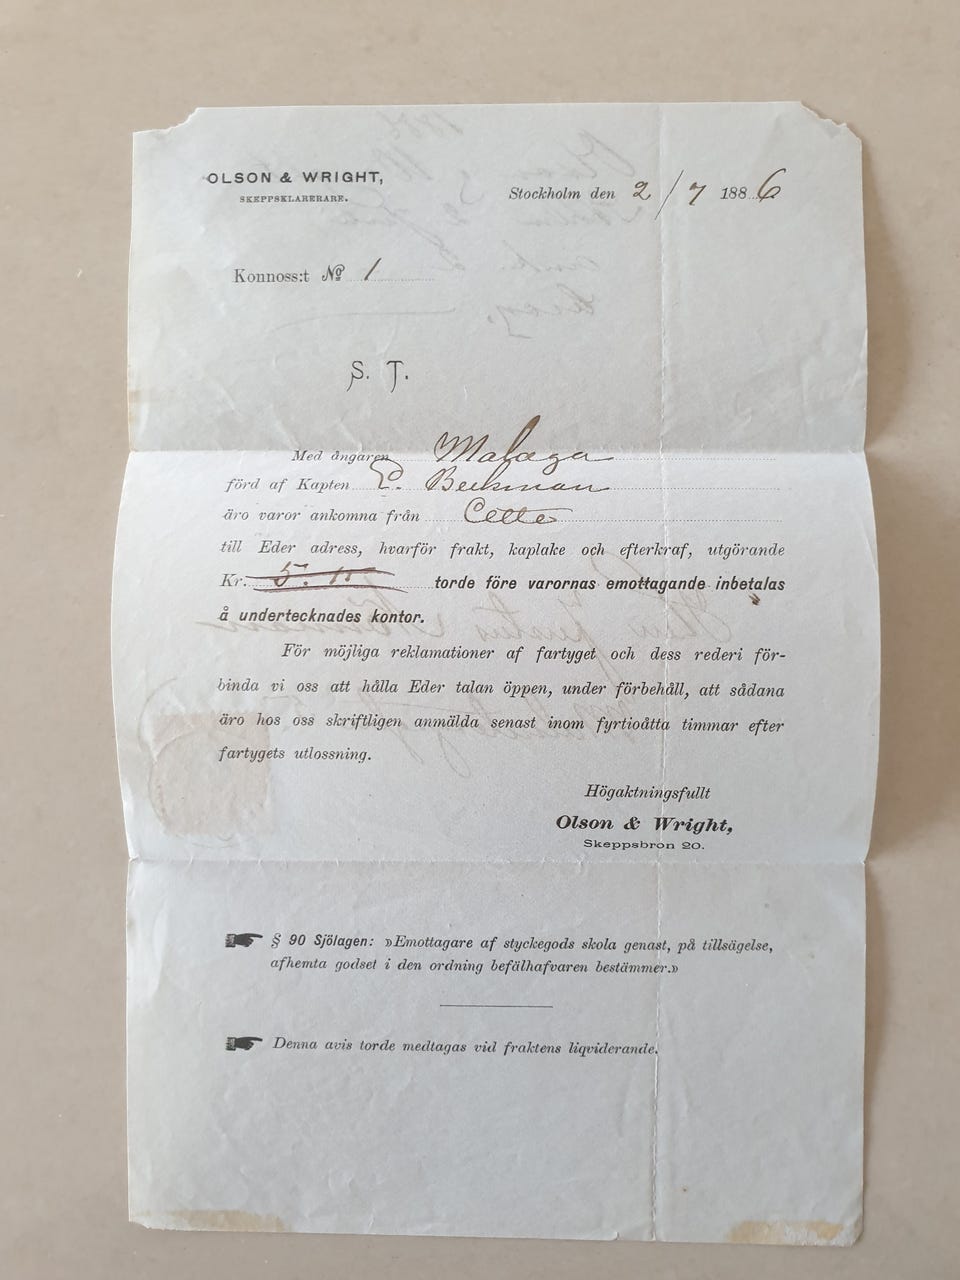 OLSON & WRIGHT,
SKEPPSKLARERARE.
Stockholm den 2/7 1886
Konnoss:t No 1
S. T.
Med ångaren Malaga
förd af Kapten Beckman
äro varor ankomna från Cette
till Eder adress, hvarför frakt, kaplake och efterkraf, utgörande
Kr. torde före varornas emottagande inbetalas
å undertecknades kontor.
För möjliga reklamationer af fartyget och dess rederi för-
binda vi oss att hålla Eder talan öppen, under förbehåll, att sådana
äro hos oss skriftligen anmälda senast inom fyrtioåtta timmar efter
fartygets utlossning.
Högaktningsfullt
Olson & Wright,
Skeppsbron 20.
§ 90 Sjölagen: »Emottagare af styckegods skola genast, på tillsägelse,
afhemta godset i den ordning befälhafvaren bestämmer.»
Denna avis torde medtagas vid fraktens liqviderande.